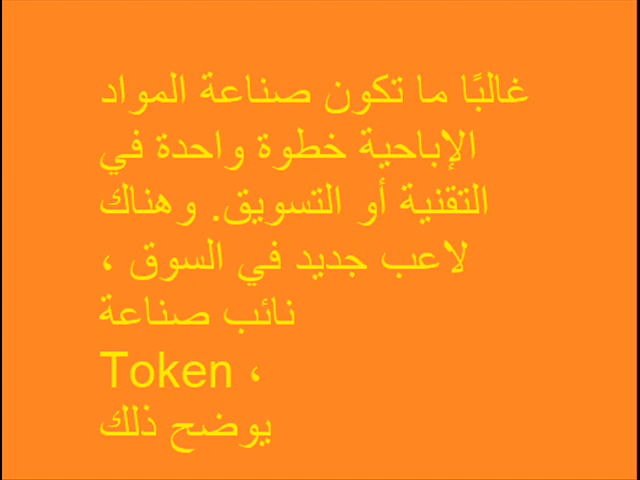 غالبًا ما تكون صناعة المواد
الإباحية خطوة واحدة في
التقنية أو التسويق. وهناك
لاعب جديد في السوق ،
نائب صناعة
Token ،
يوضح ذلك